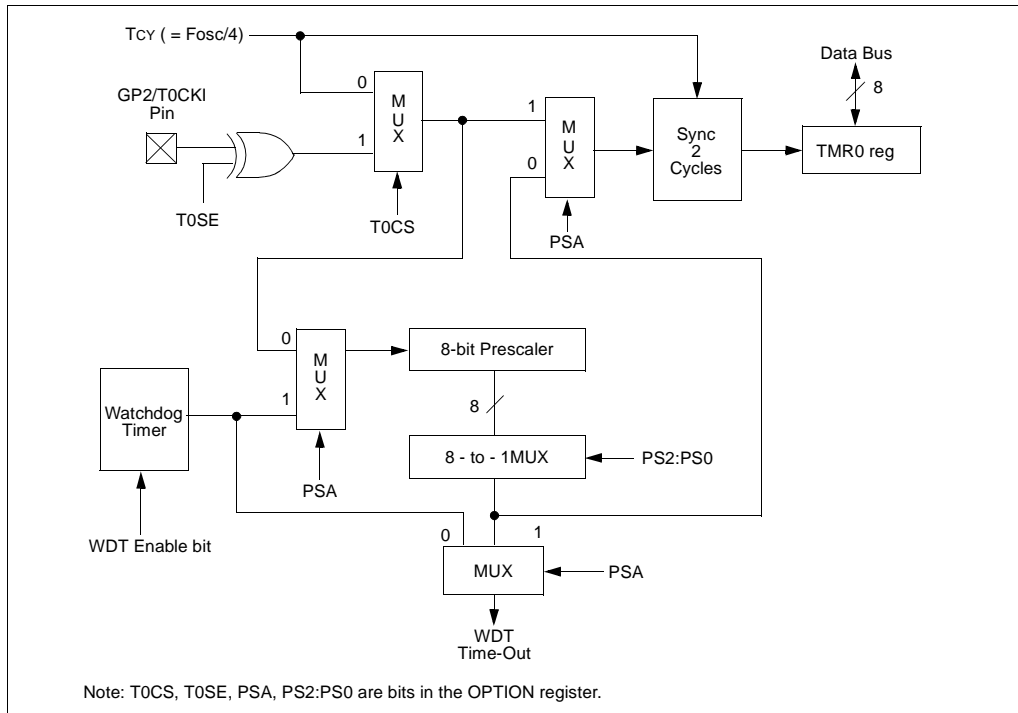 TCY ( = Fosc/4)
Data Bus
8
GP2/T0CKI
Pin
0
1
M
U
X
1
0
M
U
X
Sync
2
Cycles
TMR0 reg
T0SE
T0CS
PSA
0
1
M
U
X
8-bit Prescaler
8
Watchdog
Timer
8 - to - 1MUX
PS2:PS0
PSA
WDT Enable bit
0
1
MUX
PSA
WDT
Time-Out
Note: T0CS, T0SE, PSA, PS2:PS0 are bits in the OPTION register.